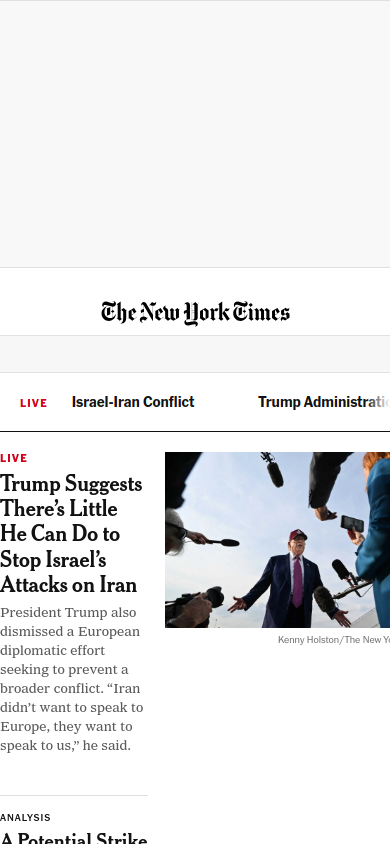 The New York Times
LIVE Israel-Iran Conflict Trump Administrati
LIVE
Trump Suggests
There’s Little
He Can Do to
Stop Israel’s
Attacks on Iran
President Trump also
dismissed a European
diplomatic effort
seeking to prevent a
broader conflict. “Iran
didn’t want to speak to
Europe, they want to
speak to us,” he said.
Kenny Holston/The New Yo
ANALYSIS
A Potential Strike